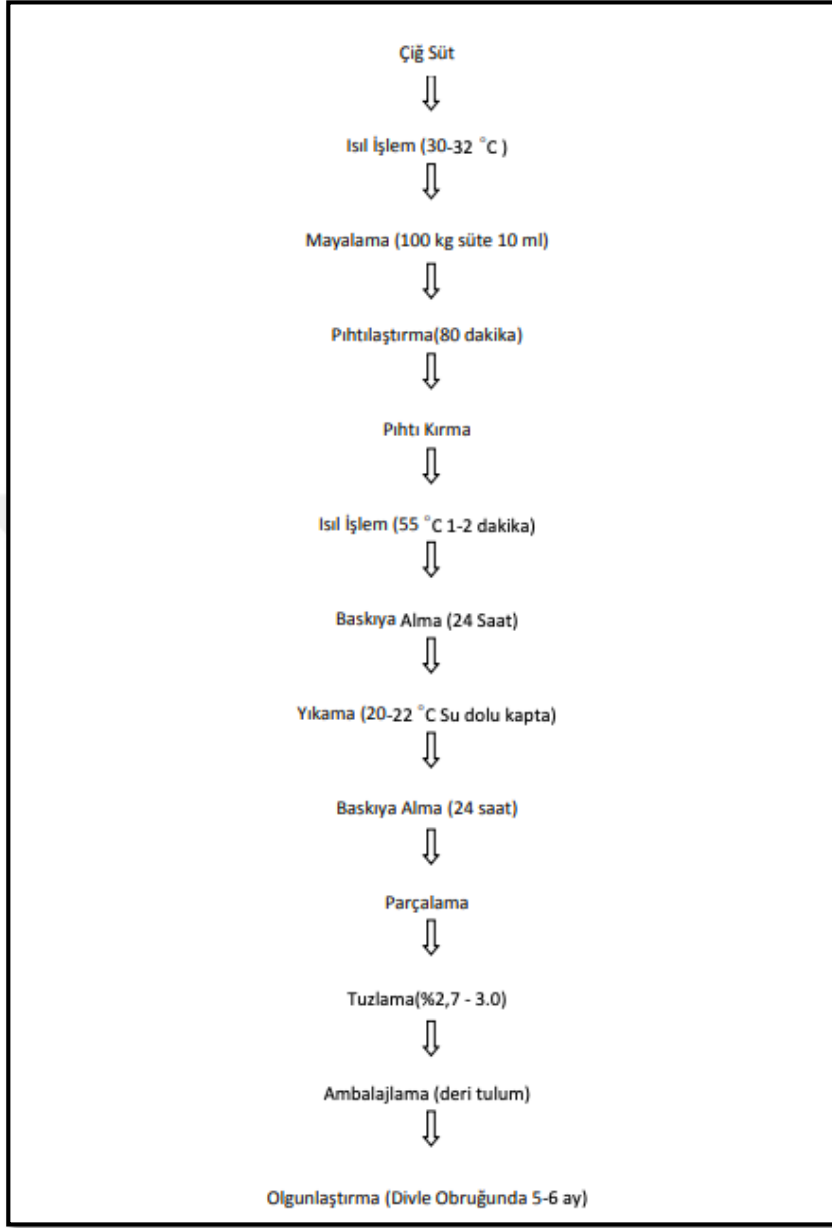 Çiğ Süt
Isıl İşlem (30-32 °C )
Mayalama (100 kg süte 10 ml)
Pıhtılaştırma(80 dakika)
Pıhtı Kırma
Isıl İşlem (55 °C 1-2 dakika)
Baskıya Alma (24 Saat)
Yıkama (20-22 °C Su dolu kapta)
Baskıya Alma (24 saat)
Parçalama
Tuzlama(%2,7 - 3.0)
Ambalajlama (deri tulum)
Olgunlaştırma (Divle Obruğunda 5-6 ay)